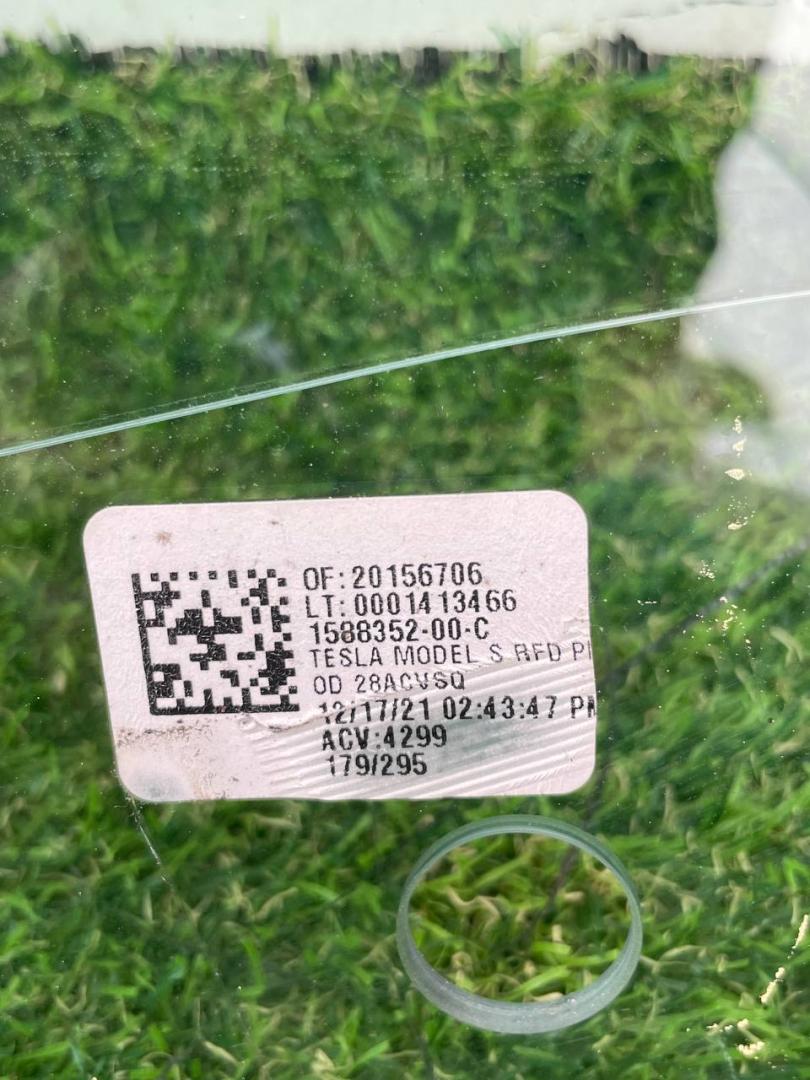 OF:20156706
LT:0001413466
1588352-00-C
TESLA MODEL S RFD
OD 28ACVSQ
12/17/21 02:43:47
ACV:4299
179/295